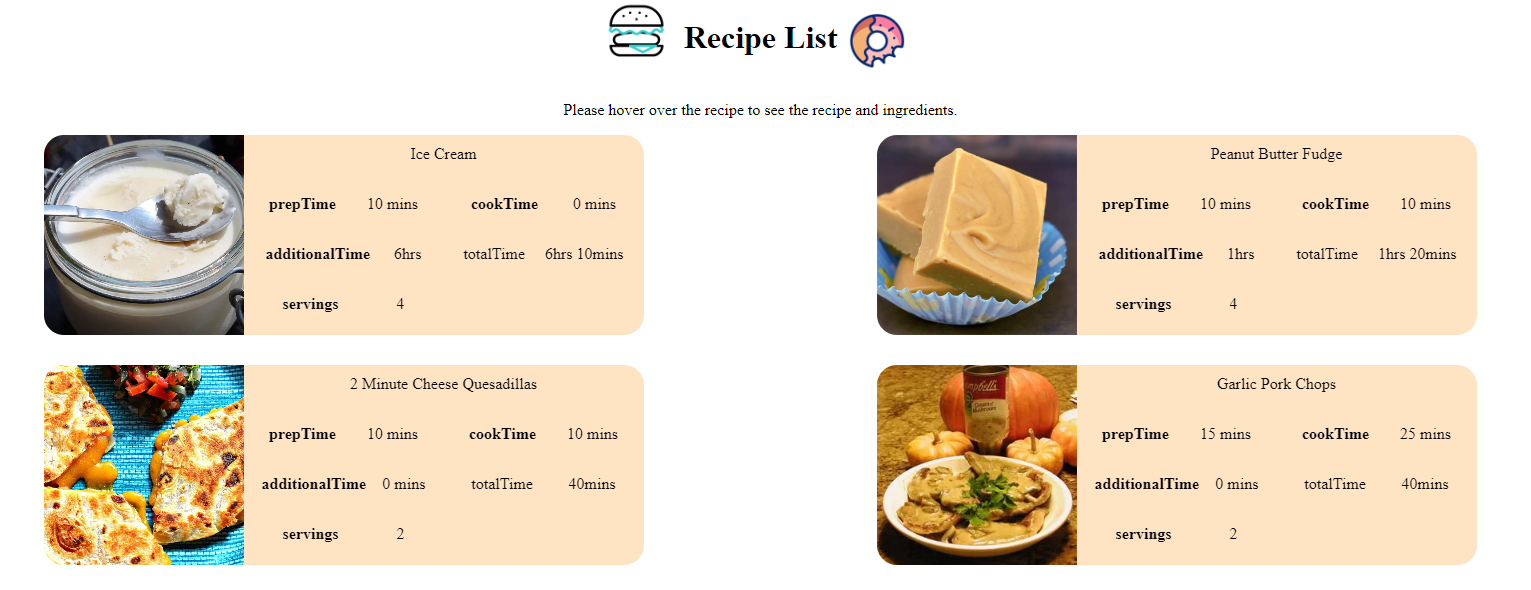 Recipe List
Please hover over the recipe to see the recipe and ingredients.
Ice Cream
prepTime 10 mins cookTime 0 mins
additionalTime 6hrs totalTime 6hrs 10mins
servings 4
Peanut Butter Fudge
prepTime 10 mins cookTime 10 mins
additionalTime 1hrs totalTime 1hrs 20mins
servings 4
2 Minute Cheese Quesadillas
prepTime 10 mins cookTime 10 mins
additionalTime 0 mins totalTime 40mins
servings 2
Garlic Pork Chops
prepTime 15 mins cookTime 25 mins
additionalTime 0 mins totalTime 40mins
servings 2